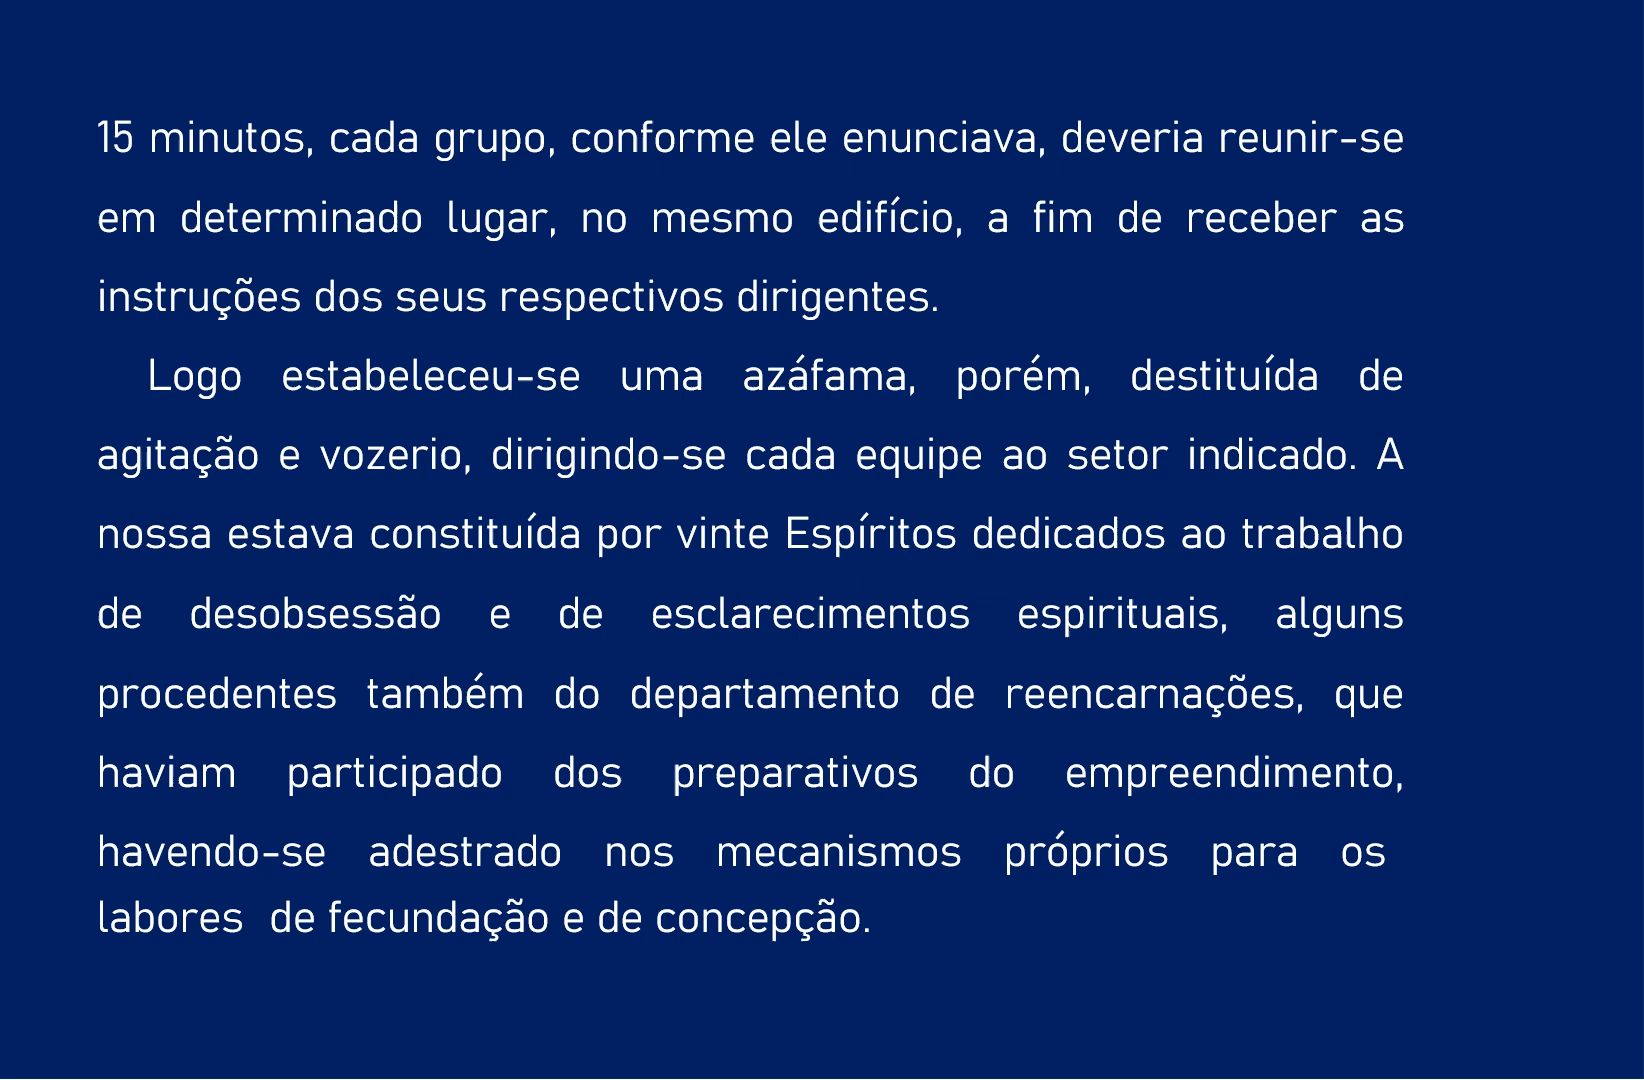 15 minutos, cada grupo, conforme ele enunciava, deveria reunir-se
em determinado lugar, no mesmo edifício, a fim de receber as
instruções dos seus respectivos dirigentes.
Logo estabeleceu-se uma azáfama, porém, destituída de
agitação e vozerio, dirigindo-se cada equipe ao setor indicado. A
nossa estava constituída por vinte Espíritos dedicados ao trabalho
de desobsessão e de esclarecimentos espirituais, alguns
procedentes também do departamento de reencarnações, que
haviam participado dos preparativos do empreendimento,
havendo-se adestrado nos mecanismos próprios para os
labores de fecundação e de concepção.